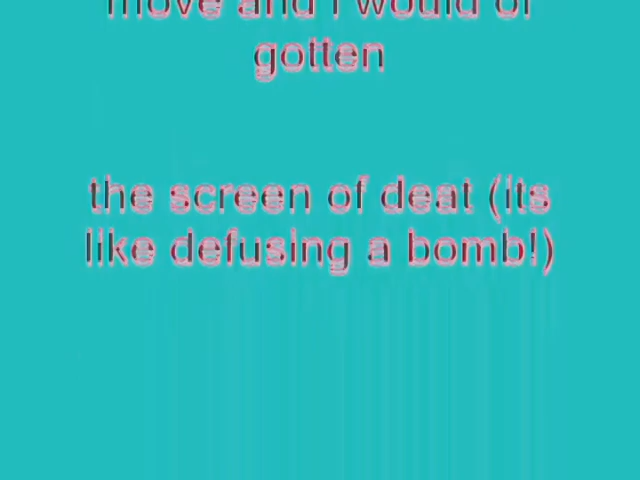 move and i would of
gotten
the screen of deat (its
like defusing a bomb!)